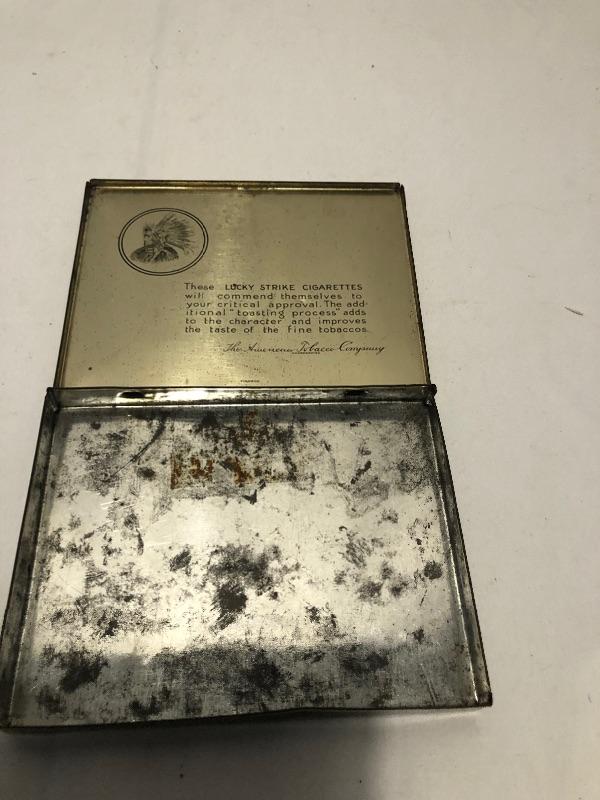 These LUCKY STRIKE CIGARETTES
will commend themselves to
your critical approval. The add-
itional "toasting process" adds
to the character and improves
the taste of the fine tobaccos.
The American Tobacco Company